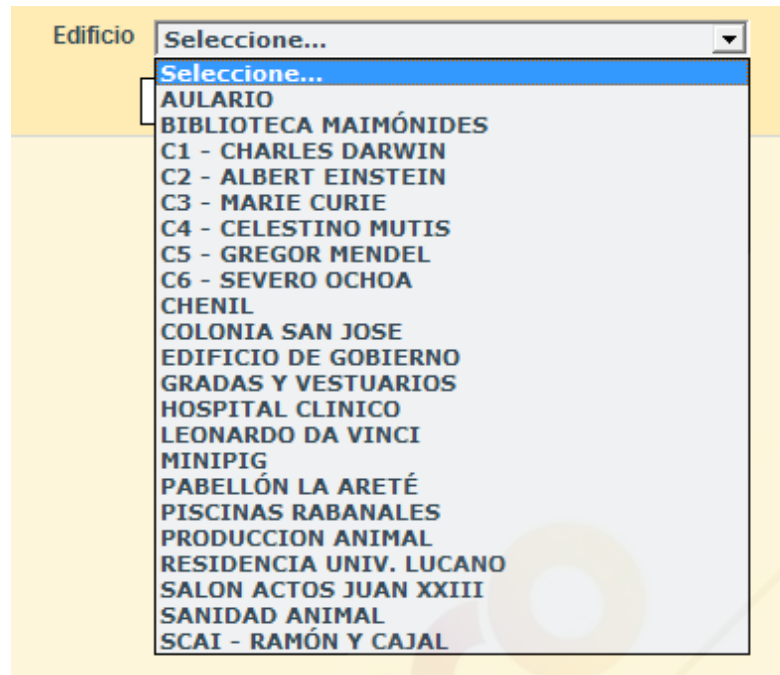 Edificio Seleccione...
Seleccione...
AULARIO
BIBLIOTECA MAIMÓNIDES
C1 - CHARLES DARWIN
C2 - ALBERT EINSTEIN
C3 - MARIE CURIE
C4 - CELESTINO MUTIS
C5 - GREGOR MENDEL
C6 - SEVERO OCHOA
CHENIL
COLONIA SAN JOSE
EDIFICIO DE GOBIERNO
GRADAS Y VESTUARIOS
HOSPITAL CLINICO
LEONARDO DA VINCI
MINIPIG
PABELLÓN LA ARETÉ
PISCINAS RABANALES
PRODUCCION ANIMAL
RESIDENCIA UNIV. LUCANO
SALON ACTOS JUAN XXIII
SANIDAD ANIMAL
SCAI - RAMÓN Y CAJAL